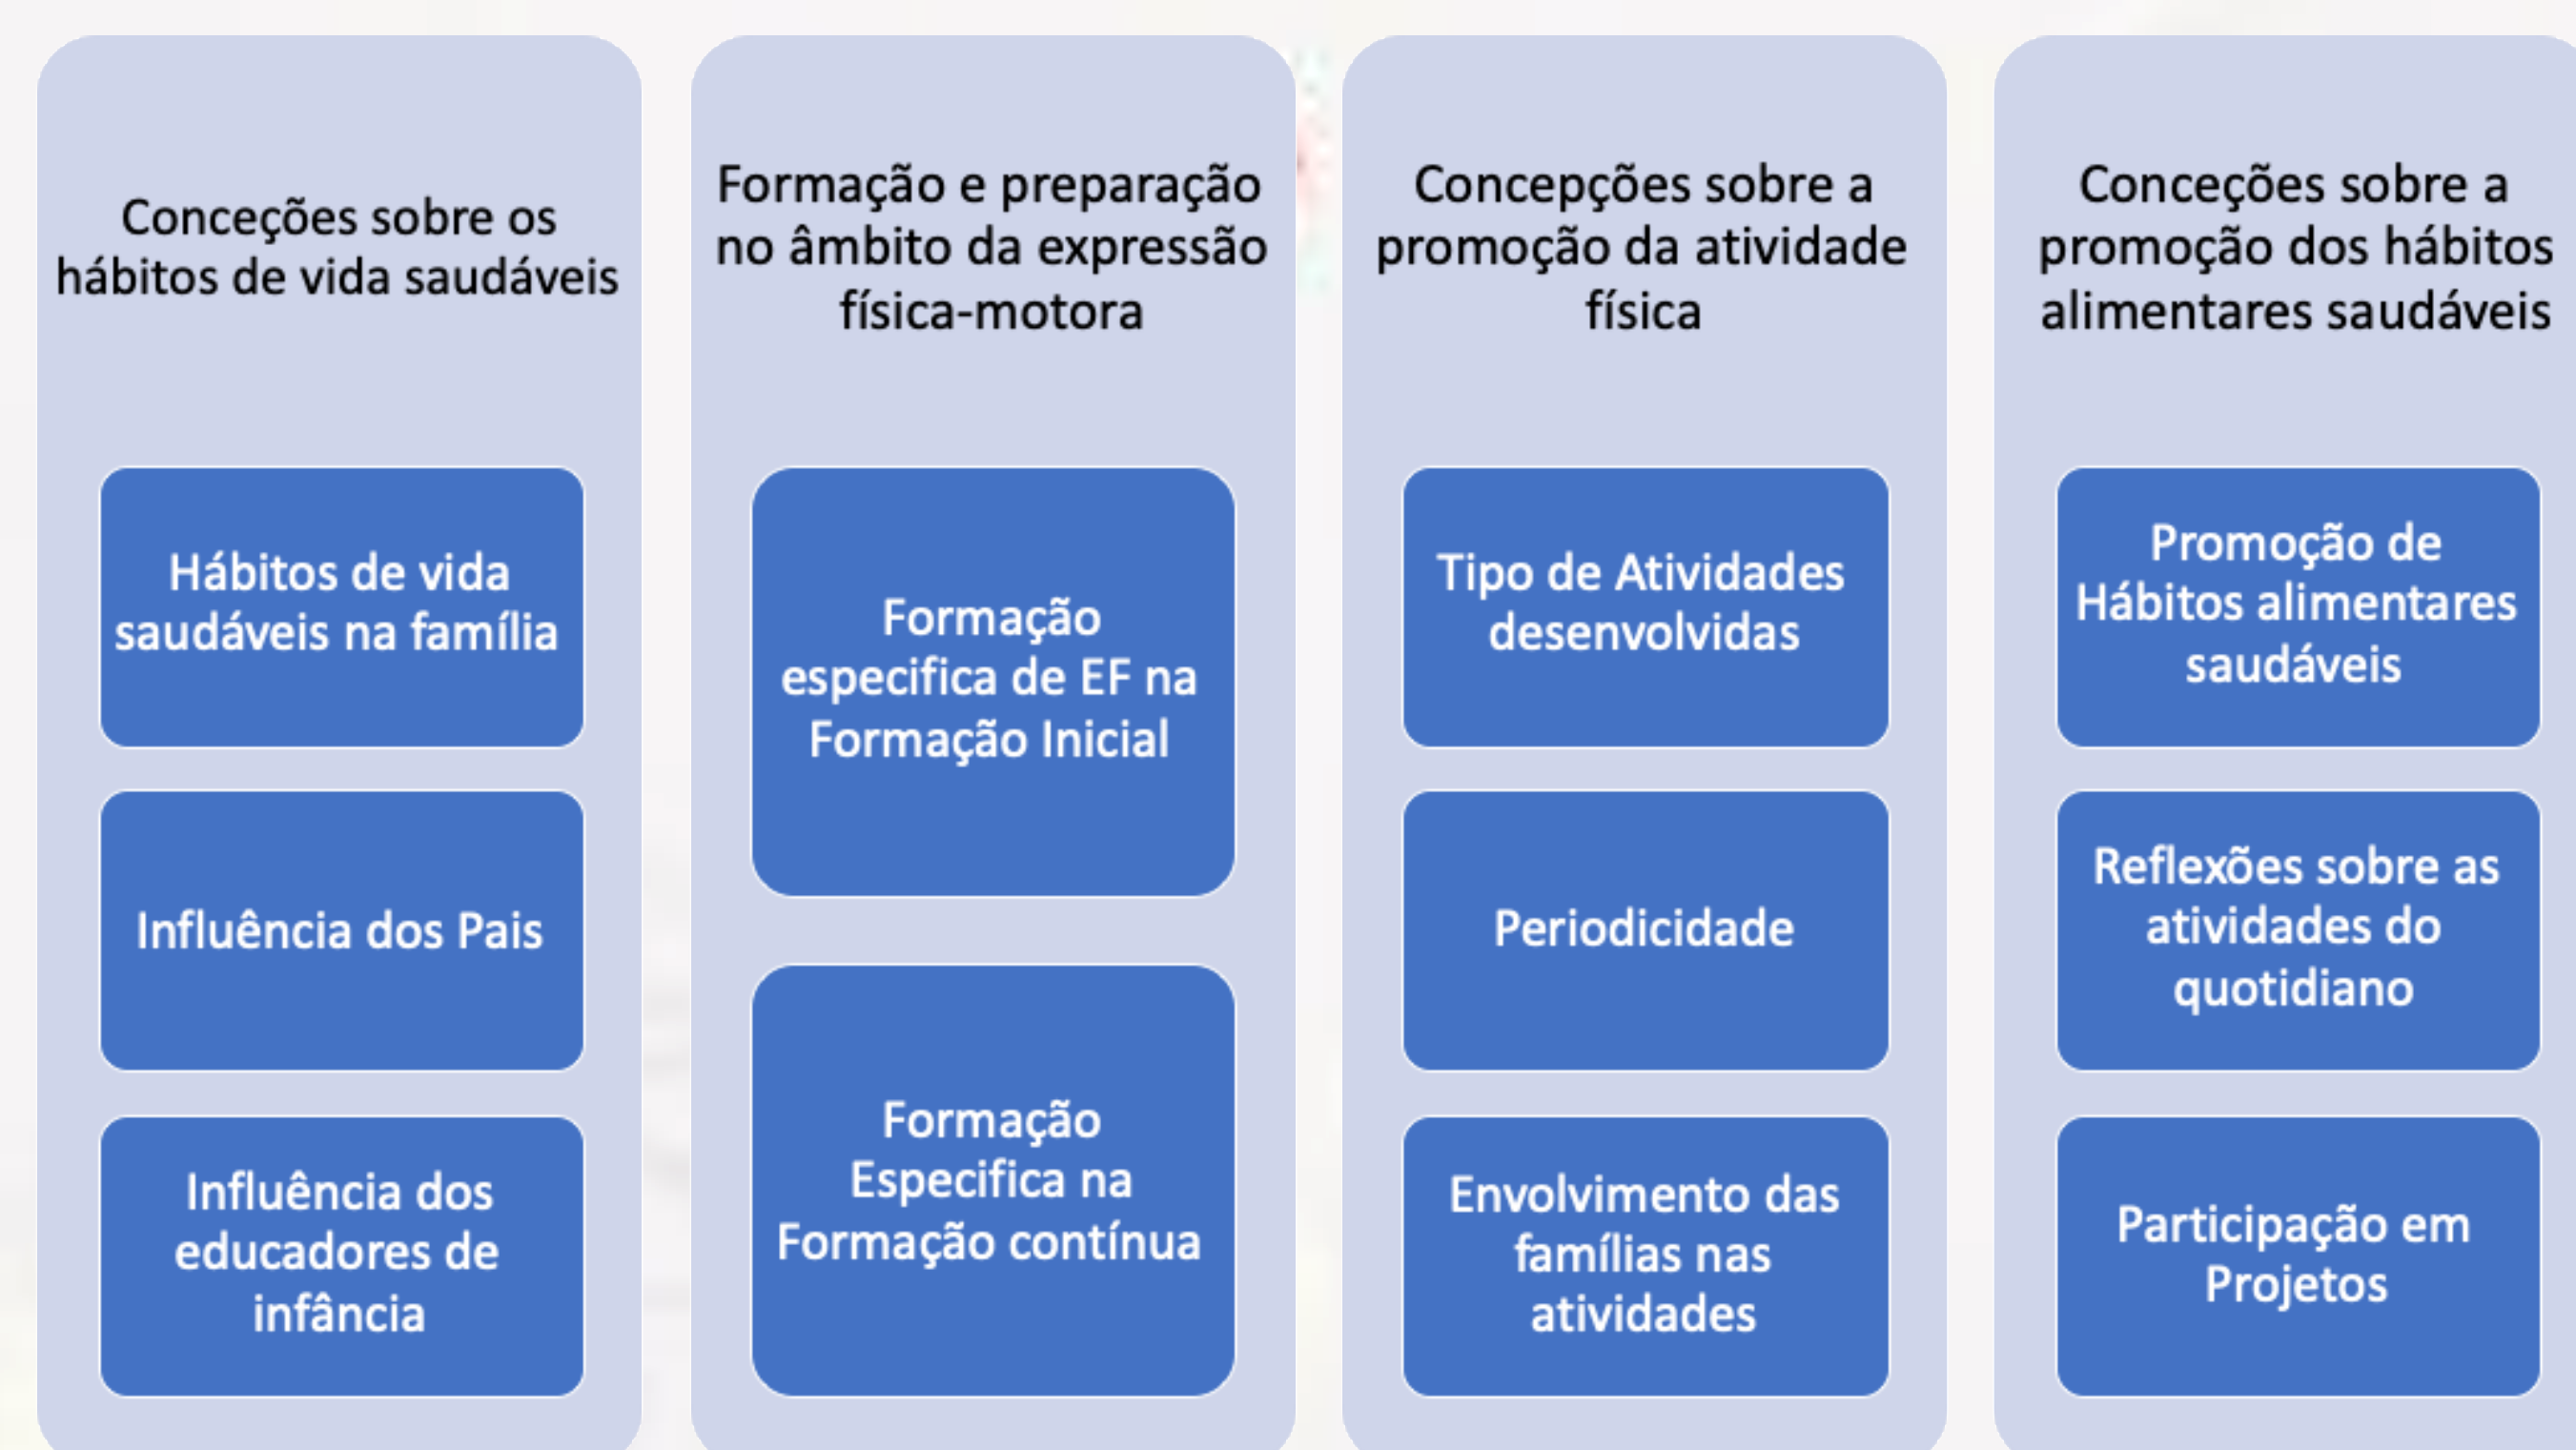 Conceções sobre os
hábitos de vida saudáveis
Hábitos de vida
saudáveis na família
Influência dos Pais
Influência dos
educadores de
infância
Formação e preparação
no âmbito da expressão
física-motora
Formação
especifica de EF na
Formação Inicial
Formação
Especifica na
Formação contínua
Concepções sobre a
promoção da atividade
física
Tipo de Atividades
desenvolvidas
Periodicidade
Envolvimento das
famílias nas
atividades
Conceções sobre a
promoção dos hábitos
alimentares saudáveis
Promoção de
Hábitos alimentares
saudáveis
Reflexões sobre as
atividades do
quotidiano
Participação em
Projetos